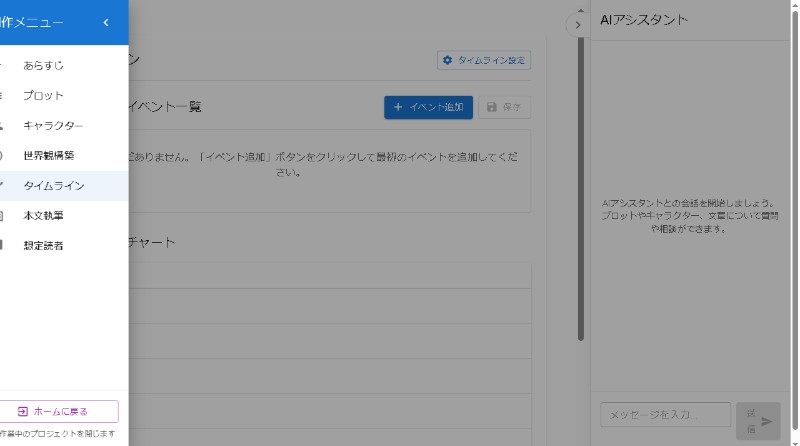 作メニュー
あらすじ
プロット
キャラクター
世界観構築
タイムライン
本文執筆
想定読者
ホームに戻る
作業中のプロジェクトを閉じます
ン
タイムライン設定
イベント一覧
イベント追加
保存
ありません。「イベント追加」ボタンをクリックして最初のイベントを追加してくだ
さい。
チャート
AIアシスタント
AIアシスタントとの会話を開始しましょう。
プロットやキャラクター、文章について質問
や相談ができます。
メッセージを入力...
送
信